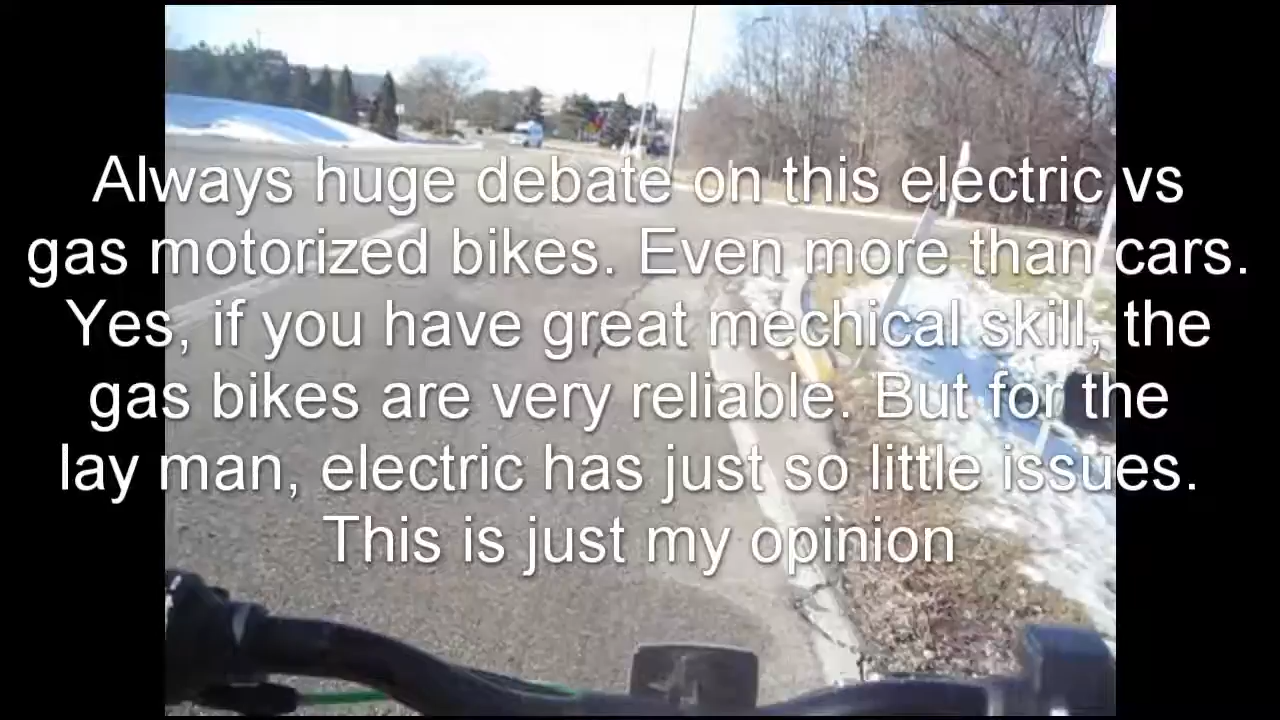 Always huge debate on this electric vs
gas motorized bikes. Even more than cars.
Yes, if you have great mechical skill, the
gas bikes are very reliable. But for the
lay man, electric has just so little issues.
This is just my opinion